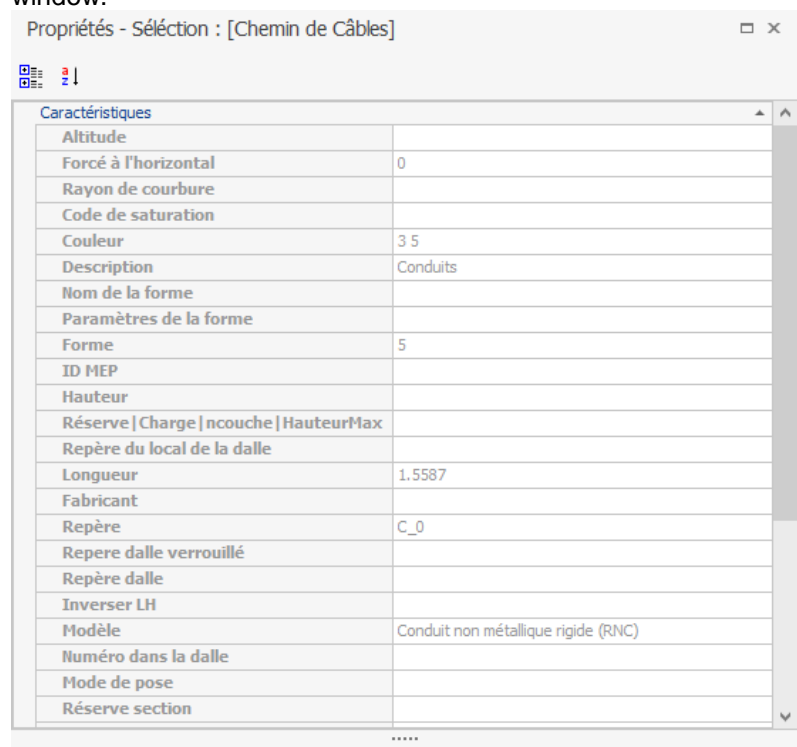 window.
Propriétés - Séléction : [Chemin de Câbles]
a
z
Caractéristiques
Altitude
Forcé à l'horizontal 0
Rayon de courbure
Code de saturation
Couleur 3 5
Description Conduits
Nom de la forme
Paramètres de la forme
Forme 5
ID MEP
Hauteur
Réserve|Charge|ncouche|HauteurMax
Repère du local de la dalle
Longueur 1.5587
Fabricant
Repère C_0
Repere dalle verrouillé
Repère dalle
Inverser LH
Modèle Conduit non métallique rigide (RNC)
Numéro dans la dalle
Mode de pose
Réserve section